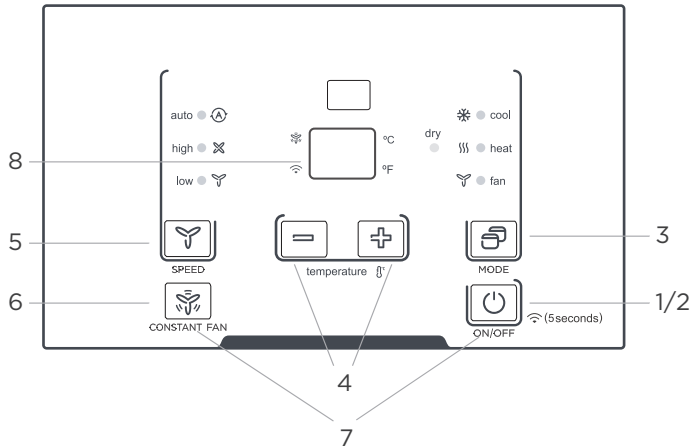 auto
high
low
°C
°F
dry
cool
heat
fan
8
5
SPEED
temperature
MODE
3
6
CONSTANT FAN
ON/OFF
(5seconds)
1/2
4
7